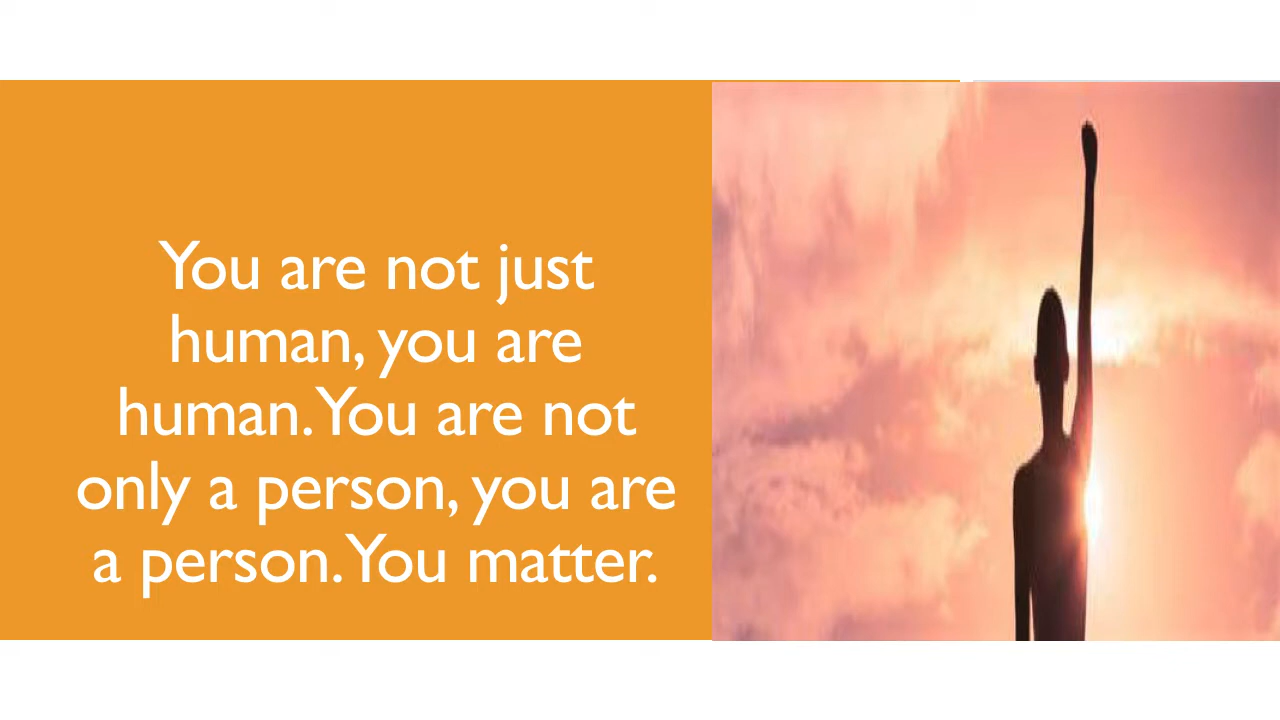 You are not just
human, you are
human. You are not
only a person, you are
a person. You matter.